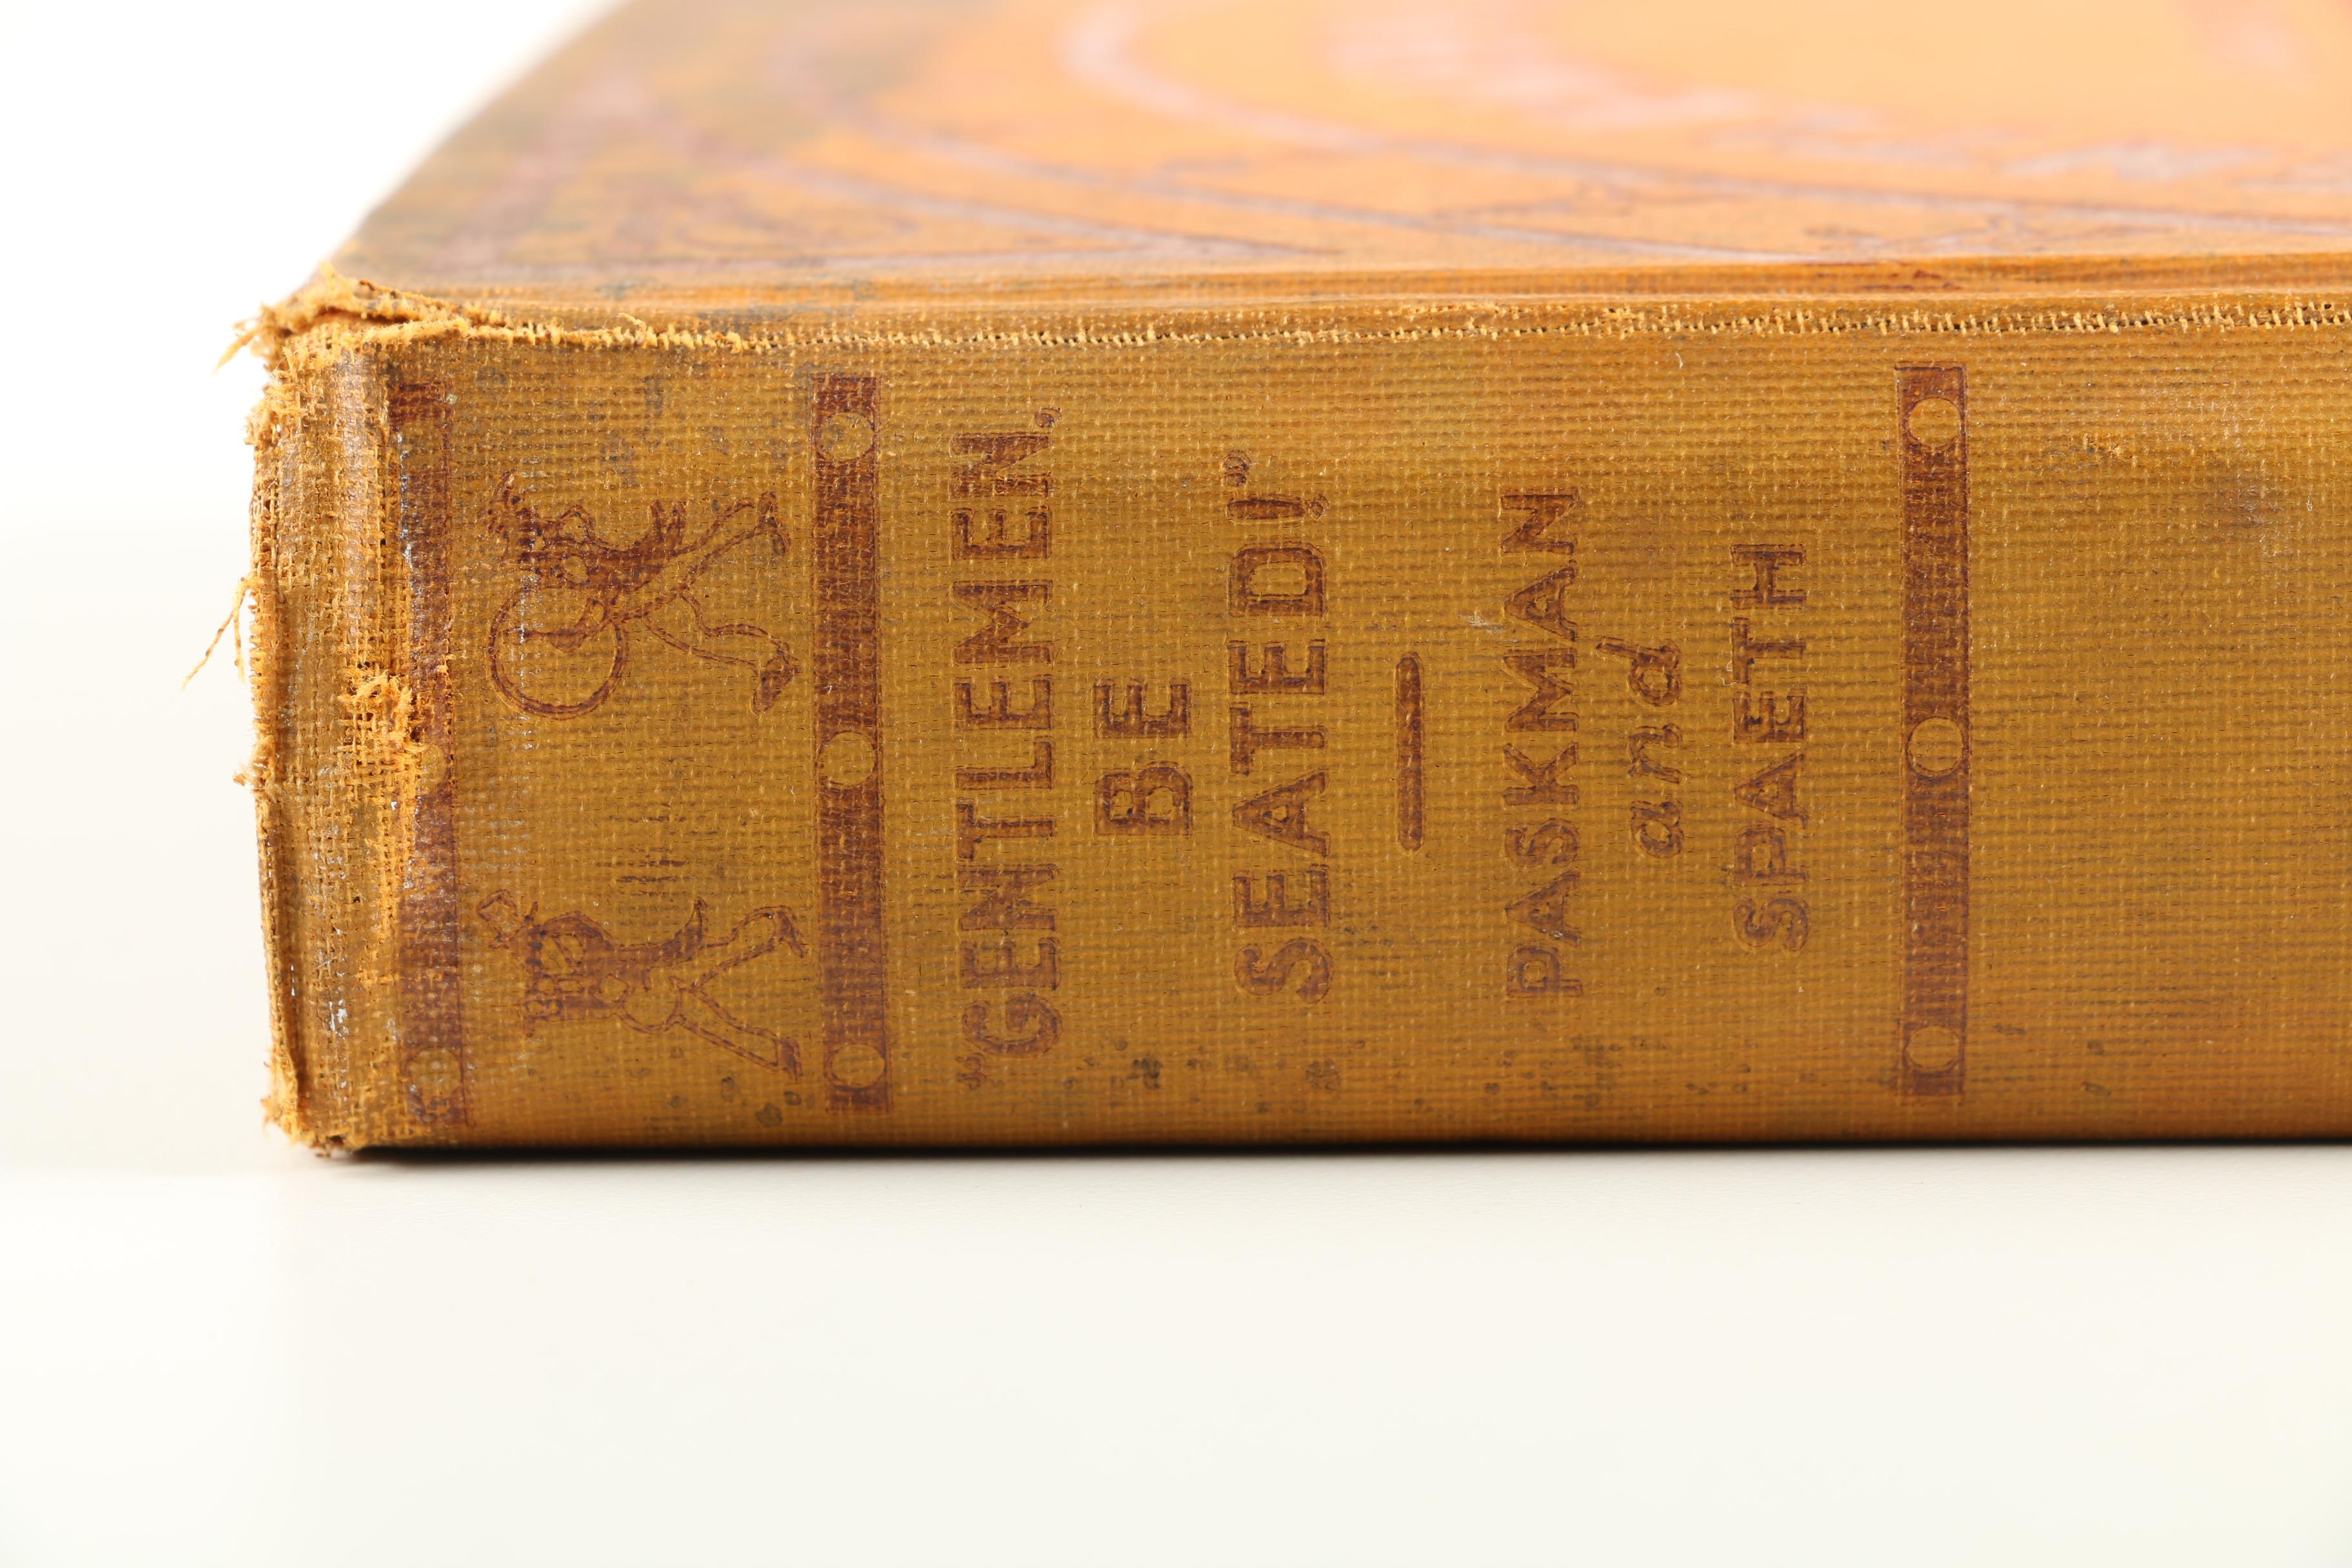 "GENTLEMEN,
BE
SEATED!"
PASKMAN
and
SPAETH